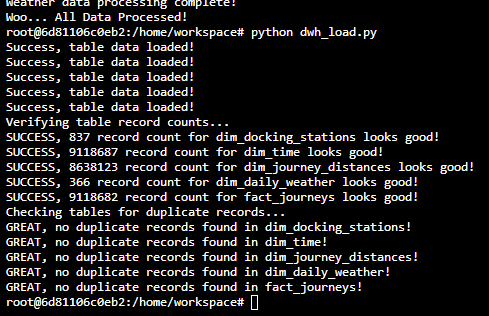 Weather data processing complete!
Woo... All Data Processed!
root@6d81106c0eb2:/home/workspace# python dwh_load.py
Success, table data loaded!
Success, table data loaded!
Success, table data loaded!
Success, table data loaded!
Success, table data loaded!
Verifying table record counts...
SUCCESS, 837 record count for dim_docking_stations looks good!
SUCCESS, 9118687 record count for dim_time looks good!
SUCCESS, 8638123 record count for dim_journey_distances looks good!
SUCCESS, 366 record count for dim_daily_weather looks good!
SUCCESS, 9118682 record count for fact_journeys looks good!
Checking tables for duplicate records...
GREAT, no duplicate records found in dim_docking_stations!
GREAT, no duplicate records found in dim_time!
GREAT, no duplicate records found in dim_journey_distances!
GREAT, no duplicate records found in dim_daily_weather!
GREAT, no duplicate records found in fact_journeys!
root@6d81106c0eb2:/home/workspace#